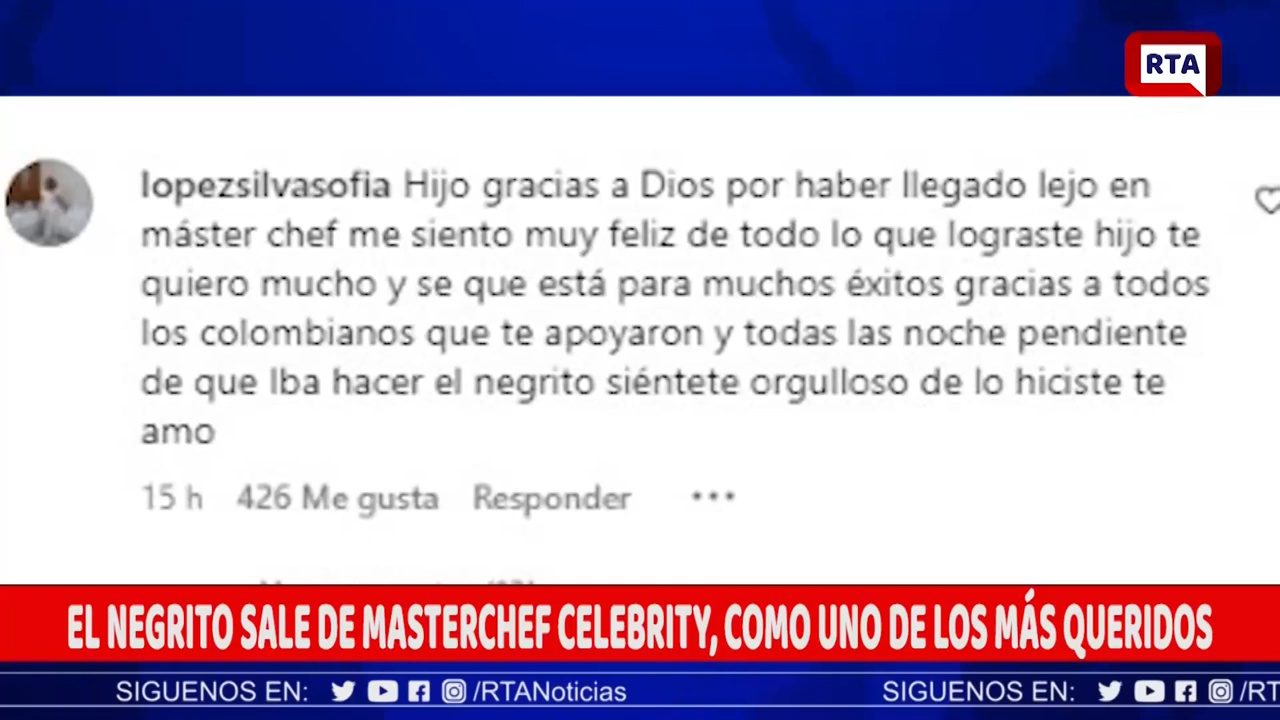 RTA
lopezsilvasofia Hijo gracias a Dios por haber llegado lejo en
máster chef me siento muy feliz de todo lo que lograste hijo te
quiero mucho y se que está para muchos éxitos gracias a todos
los colombianos que te apoyaron y todas las noche pendiente
de que Iba hacer el negrito siéntete orgulloso de lo hiciste te
amo
15 h 426 Me gusta Responder •••
EL NEGRITO SALE DE MASTERCHEF CELEBRITY, COMO UNO DE LOS MÁS QUERIDOS
SIGUENOS EN: /RTANoticias SIGUENOS EN: /RT